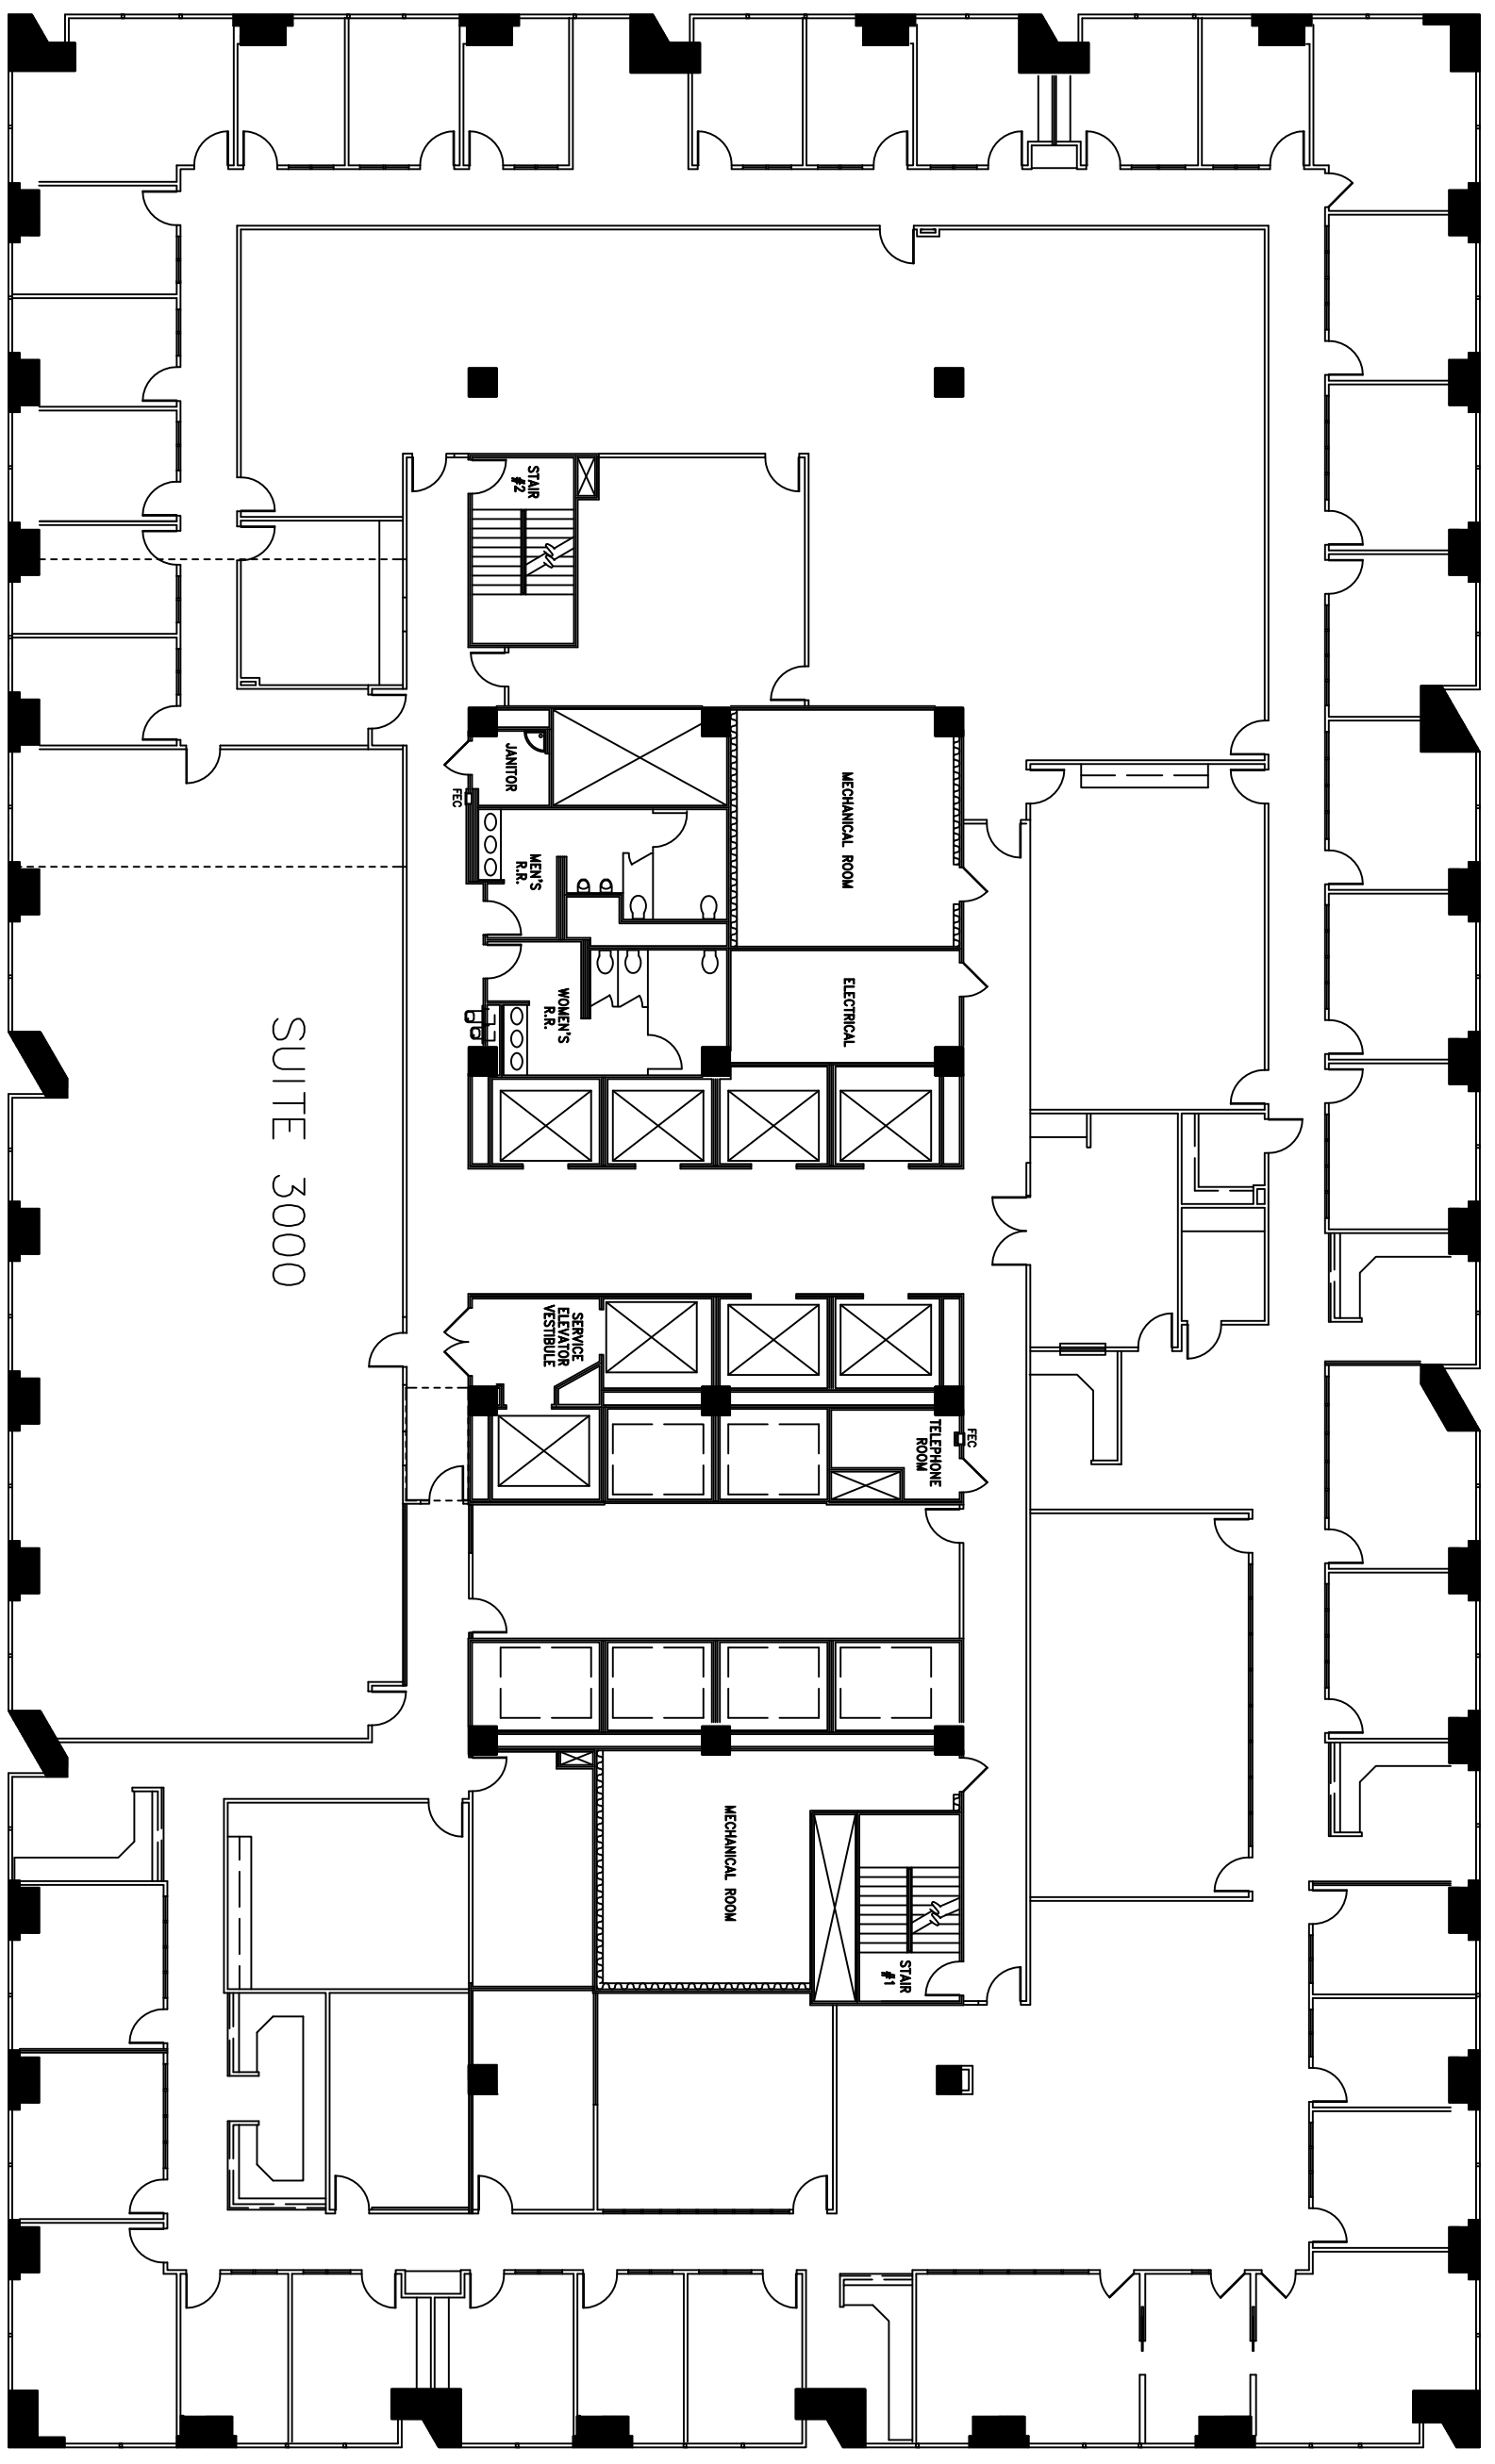 STAIR
#2
JANITOR
FEC
MECHANICAL ROOM
MEN'S
R.R.
WOMEN'S
R.R.
ELECTRICAL
SUITE 3000
SERVICE
ELEVATOR
VESTIBULE
FEC
TELEPHONE
ROOM
MECHANICAL ROOM
STAIR
#1